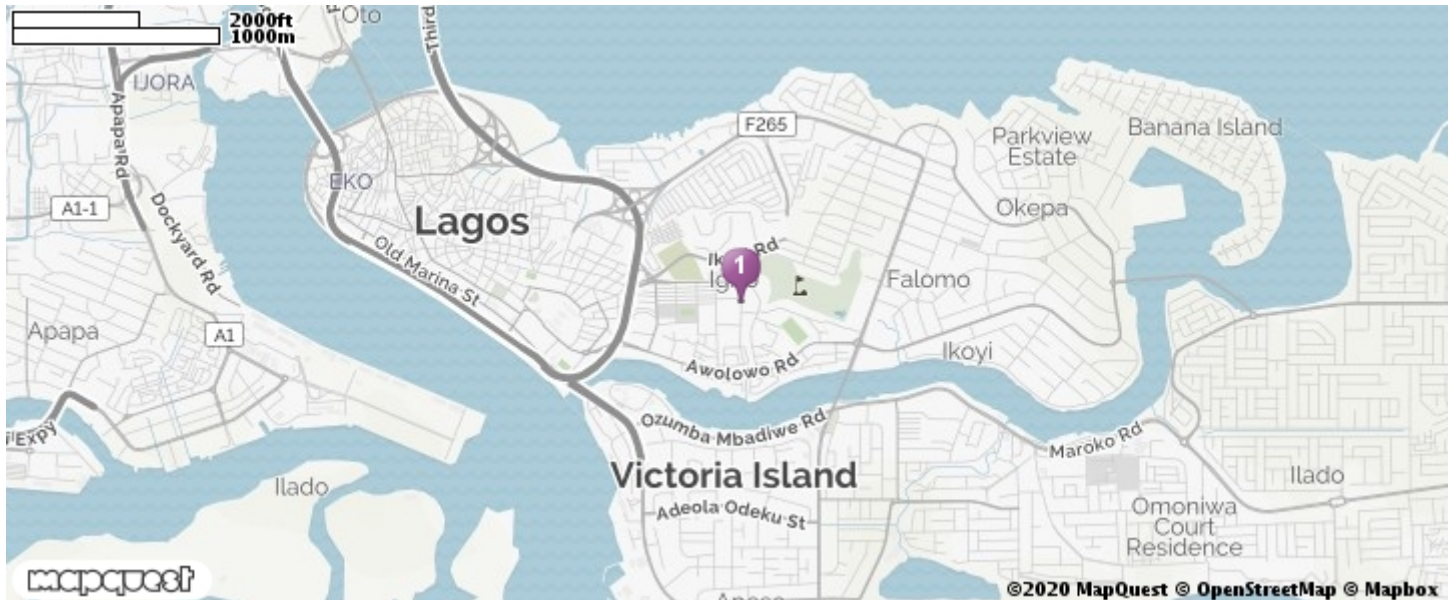 2000ft
1000m
Oto
Third
IJORA
Apapa Rd
F265
Parkview
Estate
Banana Island
EKO
A1-1
Dockyard Rd
Lagos
Okepa
Rd
1
Old Marina St
Falomo
Apapa
A1
Ikoyi
Awolowo Rd
Ozumba Mbadiwe Rd
Expy
Maroko Rd
Ilado
Victoria Island
Ilado
Adeola Odeku St
Omoniwa
Court
Residence
mapquest
©2020 MapQuest © OpenStreetMap © Mapbox